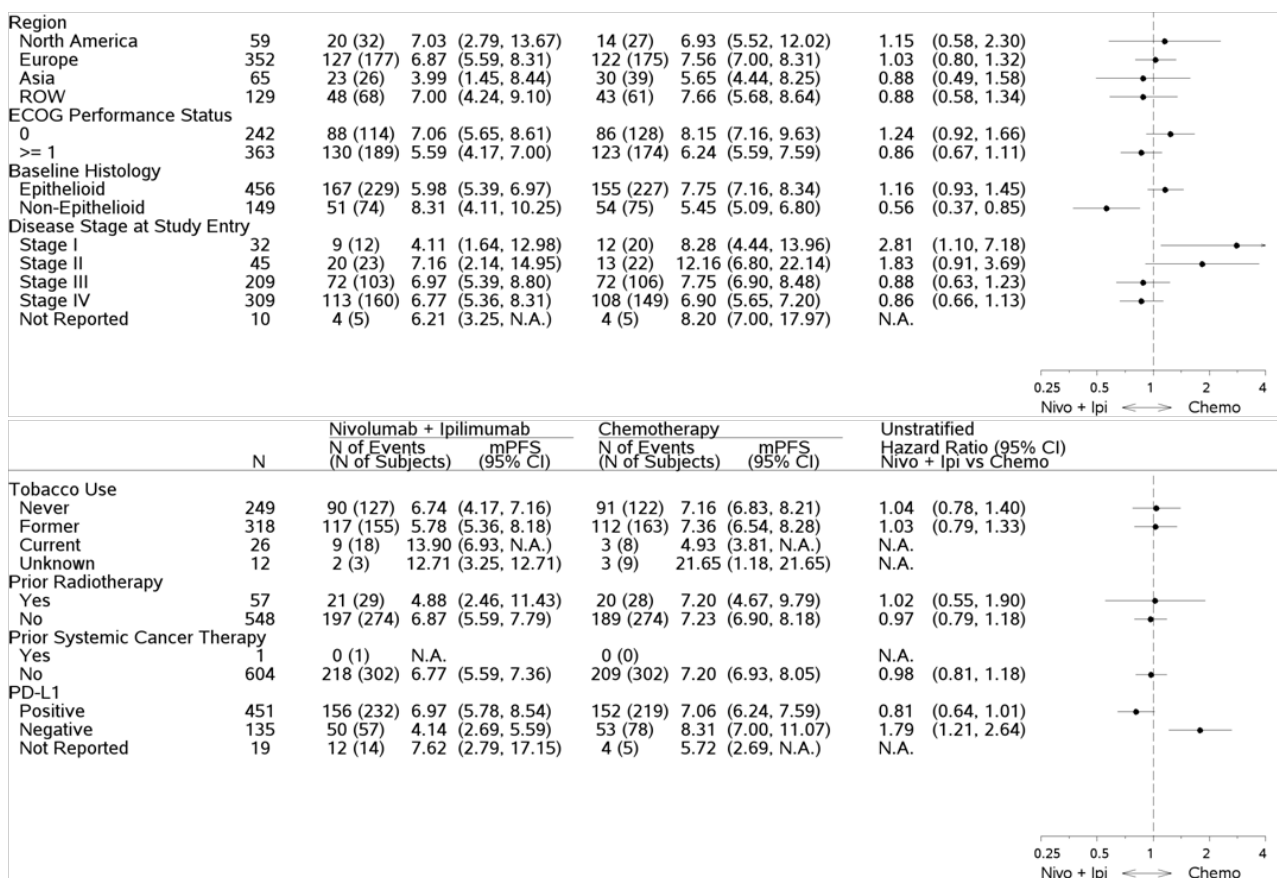 Region
North America 59 20 (32) 7.03 (2.79, 13.67) 14 (27) 6.93 (5.52, 12.02) 1.15 (0.58, 2.30)
Europe 352 127 (177) 6.87 (5.59, 8.31) 122 (175) 7.56 (7.00, 8.31) 1.03 (0.80, 1.32)
Asia 65 23 (26) 3.99 (1.45, 8.44) 30 (39) 5.65 (4.44, 8.25) 0.88 (0.49, 1.58)
ROW 129 48 (68) 7.00 (4.24, 9.10) 43 (61) 7.66 (5.68, 8.64) 0.88 (0.58, 1.34)
ECOG Performance Status
0 242 88 (114) 7.06 (5.65, 8.61) 86 (128) 8.15 (7.16, 9.63) 1.24 (0.92, 1.66)
>= 1 363 130 (189) 5.59 (4.17, 7.00) 123 (174) 6.24 (5.59, 7.59) 0.86 (0.67, 1.11)
Baseline Histology
Epithelioid 456 167 (229) 5.98 (5.39, 6.97) 155 (227) 7.75 (7.16, 8.34) 1.16 (0.93, 1.45)
Non-Epithelioid 149 51 (74) 8.31 (4.11, 10.25) 54 (75) 5.45 (5.09, 6.80) 0.56 (0.37, 0.85)
Disease Stage at Study Entry
Stage I 32 9 (12) 4.11 (1.64, 12.98) 12 (20) 8.28 (4.44, 13.96) 2.81 (1.10, 7.18)
Stage II 45 20 (23) 7.16 (2.14, 14.95) 13 (22) 12.16 (6.80, 22.14) 1.83 (0.91, 3.69)
Stage III 209 72 (103) 6.97 (5.39, 8.80) 72 (106) 7.75 (6.90, 8.48) 0.88 (0.63, 1.23)
Stage IV 309 113 (160) 6.77 (5.36, 8.31) 108 (149) 6.90 (5.65, 7.20) 0.86 (0.66, 1.13)
Not Reported 10 4 (5) 6.21 (3.25, N.A.) 4 (5) 8.20 (7.00, 17.97) N.A.
0.25 0.5 1 2 4
Nivo + Ipi <----> Chemo
Nivolumab + Ipilimumab Chemotherapy Unstratified
N of Events mPFS N of Events mPFS Hazard Ratio (95% CI)
N (N of Subjects) (95% CI) (N of Subjects) (95% CI) Nivo + Ipi vs Chemo
Tobacco Use
Never 249 90 (127) 6.74 (4.17, 7.16) 91 (122) 7.16 (6.83, 8.21) 1.04 (0.78, 1.40)
Former 318 117 (155) 5.78 (5.36, 8.18) 112 (163) 7.36 (6.54, 8.28) 1.03 (0.79, 1.33)
Current 26 9 (18) 13.90 (6.93, N.A.) 3 (8) 4.93 (3.81, N.A.) N.A.
Unknown 12 2 (3) 12.71 (3.25, 12.71) 3 (9) 21.65 (1.18, 21.65) N.A.
Prior Radiotherapy
Yes 57 21 (29) 4.88 (2.46, 11.43) 20 (28) 7.20 (4.67, 9.79) 1.02 (0.55, 1.90)
No 548 197 (274) 6.87 (5.59, 7.79) 189 (274) 7.23 (6.90, 8.18) 0.97 (0.79, 1.18)
Prior Systemic Cancer Therapy
Yes 1 0 (1) N.A. 0 (0) N.A.
No 604 218 (302) 6.77 (5.59, 7.36) 209 (302) 7.20 (6.93, 8.05) 0.98 (0.81, 1.18)
PD-L1
Positive 451 156 (232) 6.97 (5.78, 8.54) 152 (219) 7.06 (6.24, 7.59) 0.81 (0.64, 1.01)
Negative 135 50 (57) 4.14 (2.69, 5.59) 53 (78) 8.31 (7.00, 11.07) 1.79 (1.21, 2.64)
Not Reported 19 12 (14) 7.62 (2.79, 17.15) 4 (5) 5.72 (2.69, N.A.) N.A.
0.25 0.5 1 2 4
Nivo + Ipi <----> Chemo